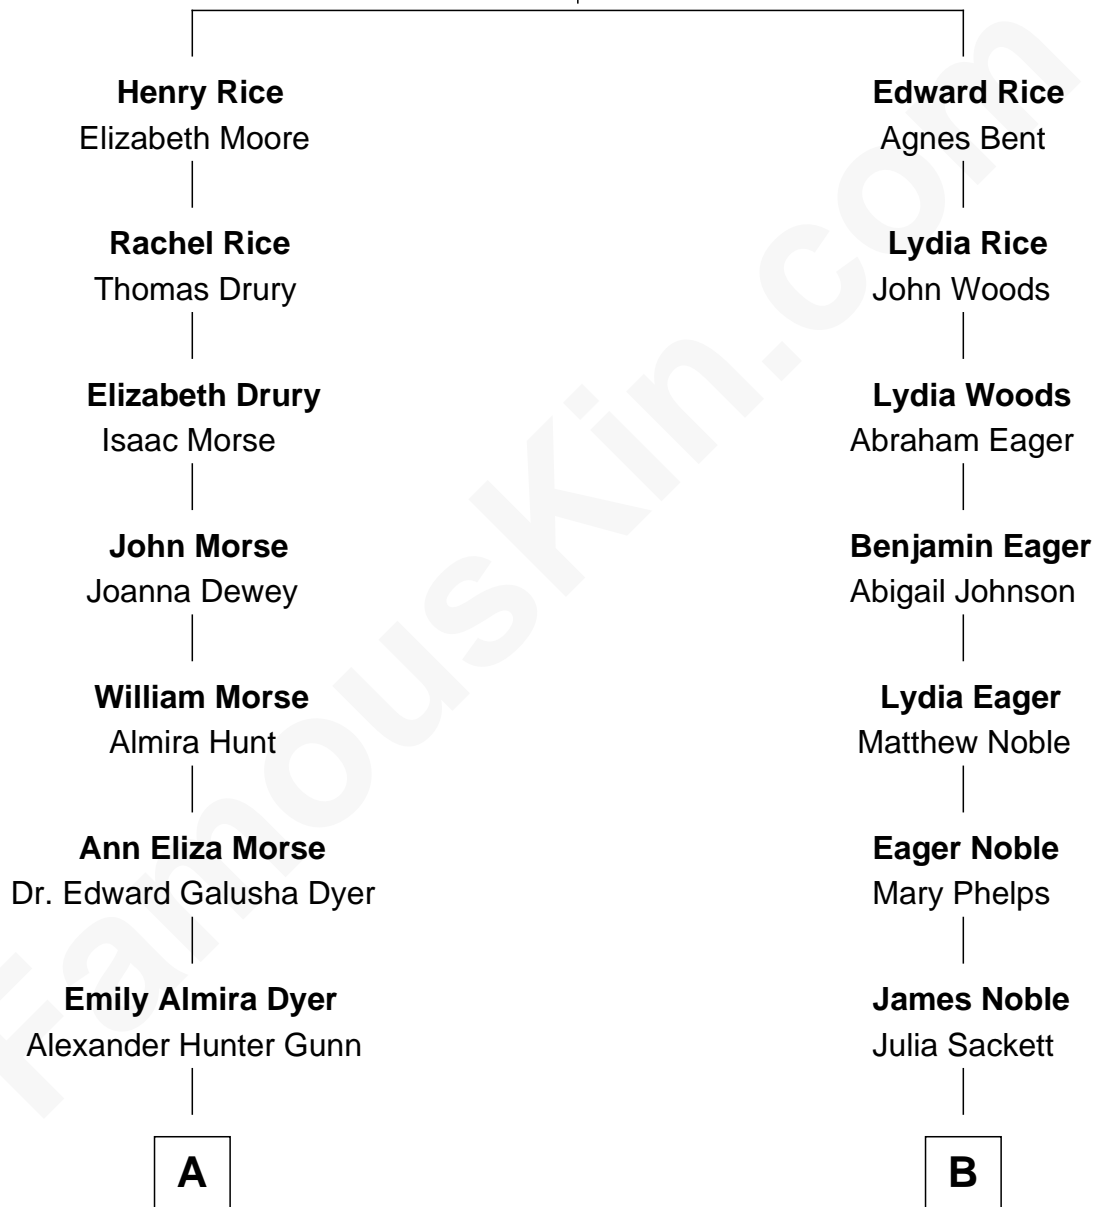 Henry Rice
Elizabeth Moore
Rachel Rice
Thomas Drury
Elizabeth Drury
Isaac Morse
John Morse
Joanna Dewey
William Morse
Almira Hunt
Ann Eliza Morse
Dr. Edward Galusha Dyer
Emily Almira Dyer
Alexander Hunter Gunn
A
Edward Rice
Agnes Bent
Lydia Rice
John Woods
Lydia Woods
Abraham Eager
Benjamin Eager
Abigail Johnson
Lydia Eager
Matthew Noble
Eager Noble
Mary Phelps
James Noble
Julia Sackett
B
FamousKin.com